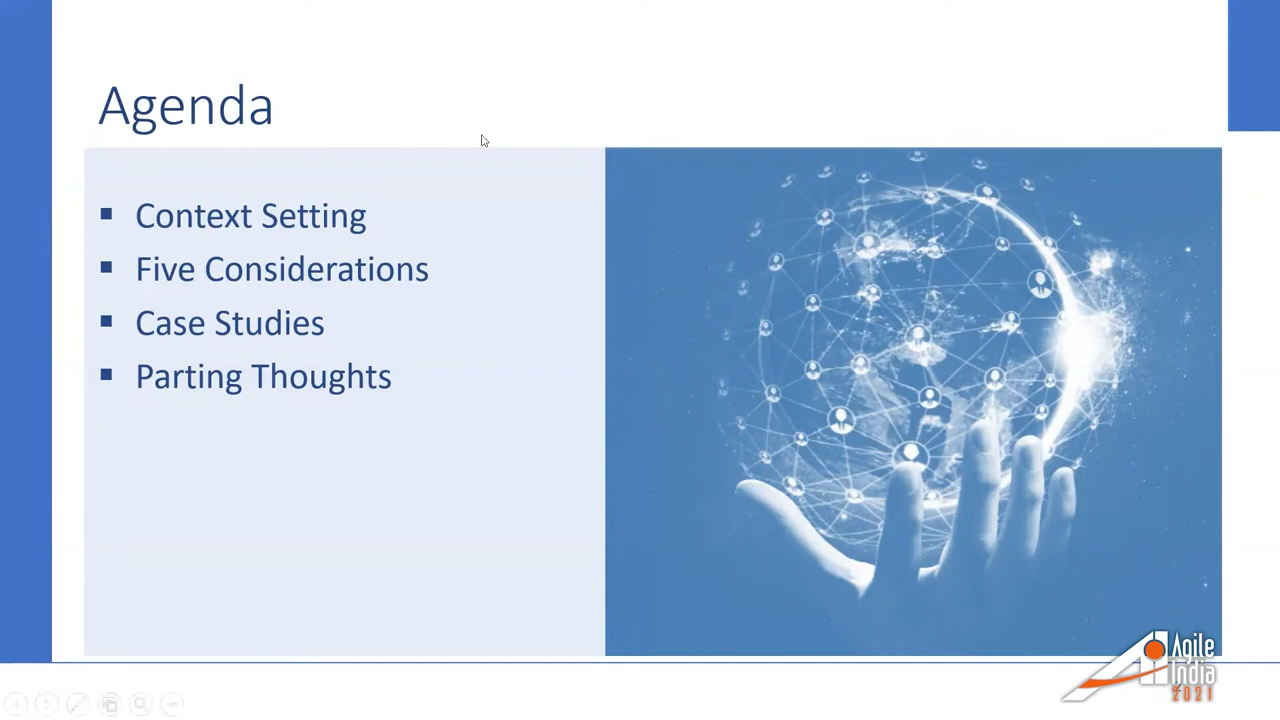 Agenda
Context Setting
Five Considerations
Case Studies
Parting Thoughts
Agile
India
2021